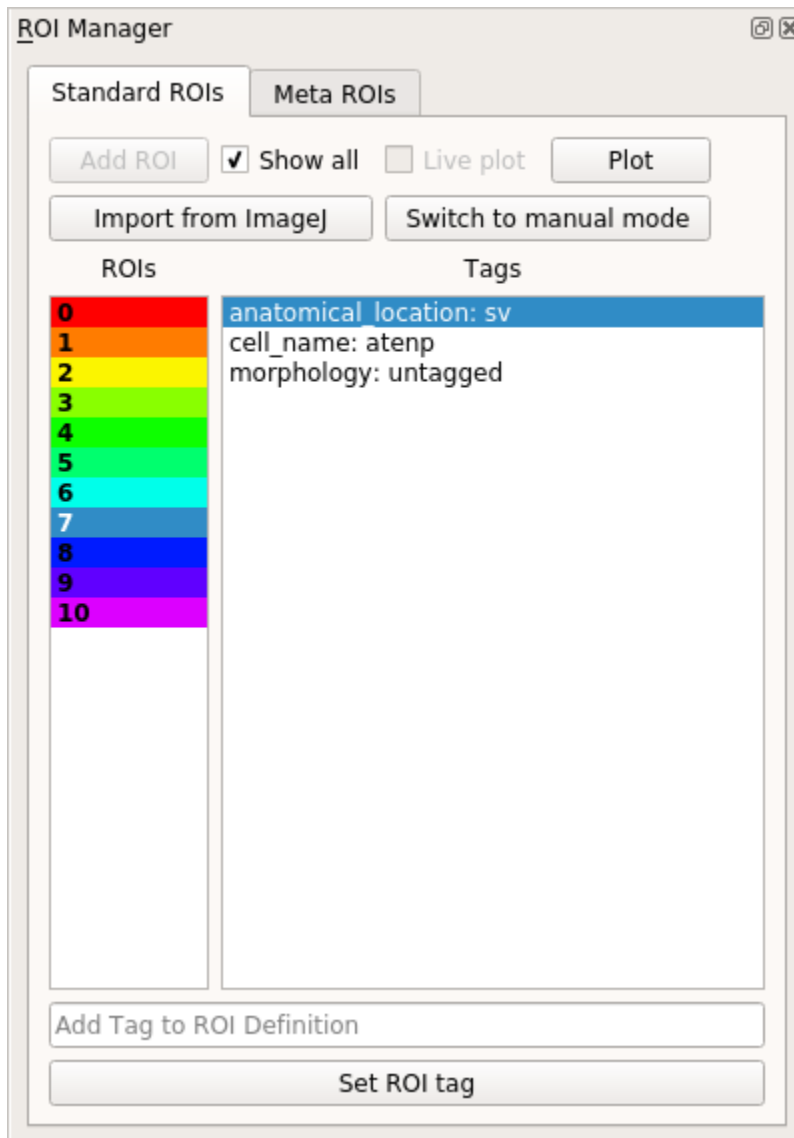 ROI Manager
Standard ROIs Meta ROIs
Add ROI Show all Live plot Plot
Import from ImageJ Switch to manual mode
ROIs Tags
0 anatomical_location: sv
1 cell_name: atenp
2 morphology: untagged
3
4
5
6
7
8
9
10
Add Tag to ROI Definition
Set ROI tag